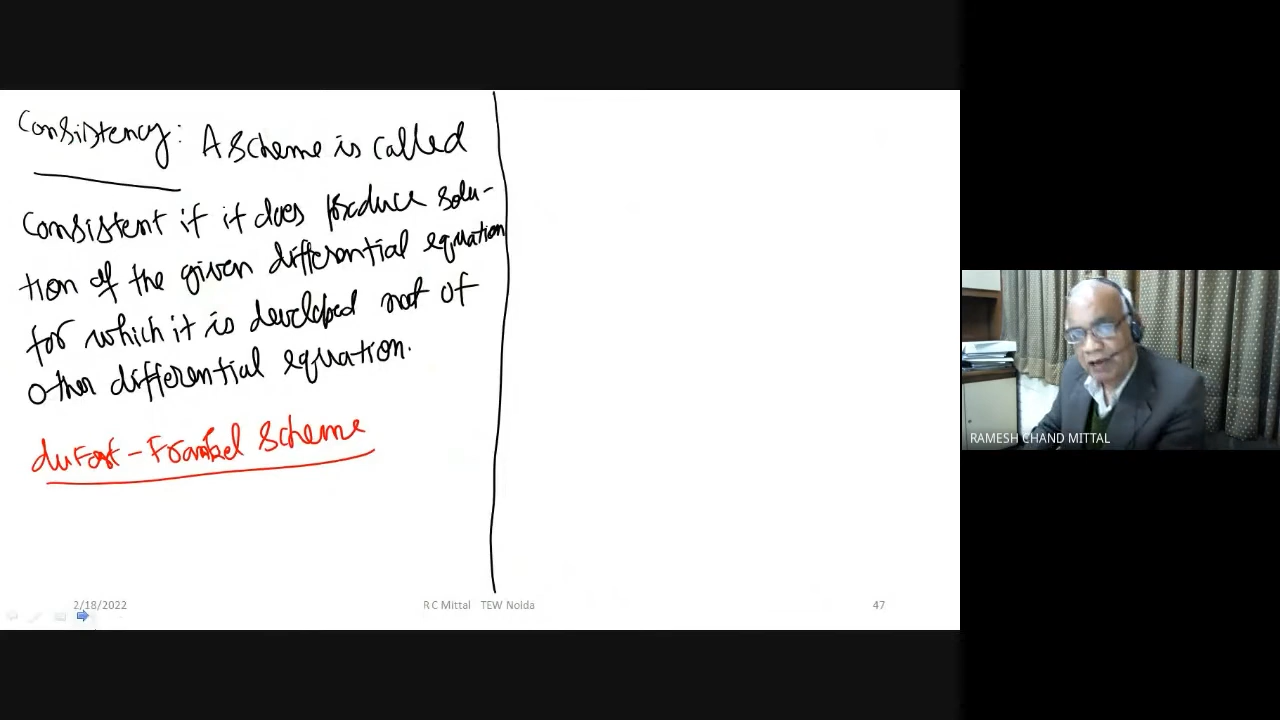 Consistency: A scheme is called
Consistent if it does produce solu-
tion of the given differential equation
for which it is developed not of
other differential equation.
duFort-Frankel Scheme
RAMESH CHAND MITTAL
2/18/2022
R C Mittal TEW Noida
47